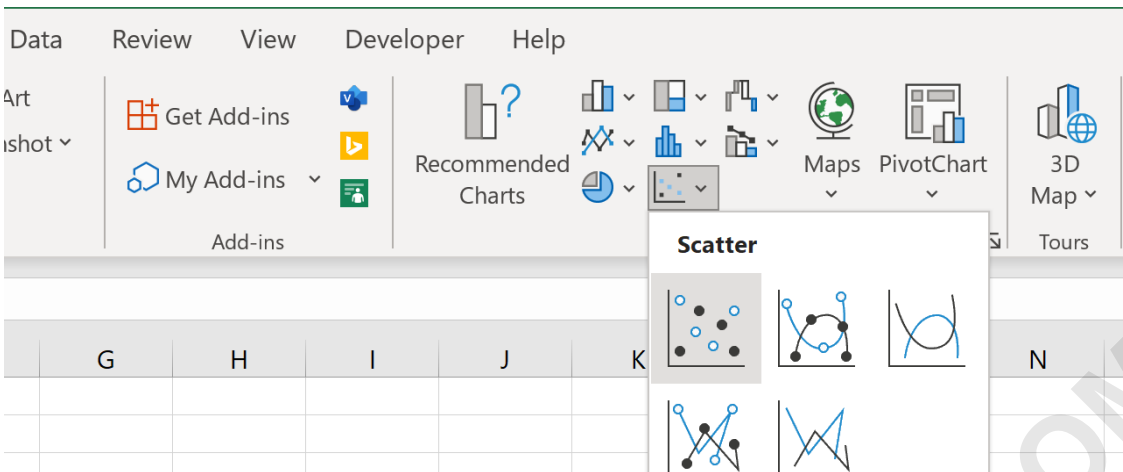 Data Review View Developer Help
Art
shot
Get Add-ins
My Add-ins
Add-ins
Recommended
Charts
Maps
PivotChart
3D
Map
Tours
Scatter
G H I J K N